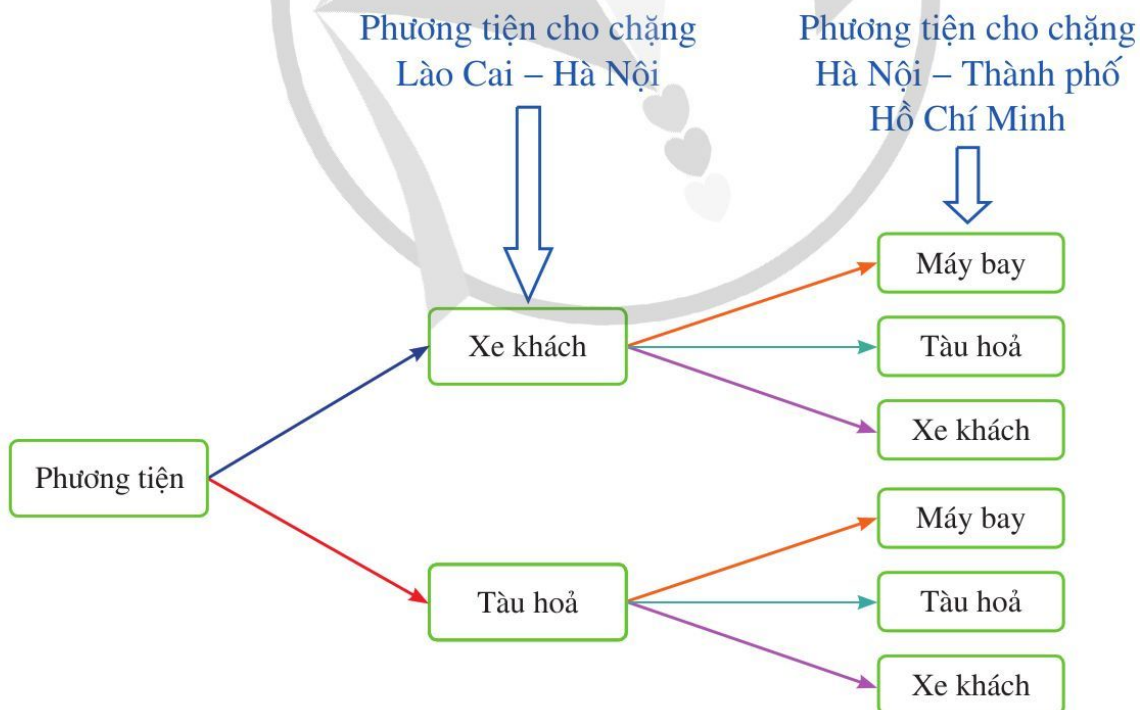 Phương tiện cho chặng
Lào Cai – Hà Nội
Phương tiện cho chặng
Hà Nội – Thành phố
Hồ Chí Minh
Máy bay
Xe khách
Tàu hoả
Xe khách
Phương tiện
Máy bay
Tàu hoả
Tàu hoả
Xe khách